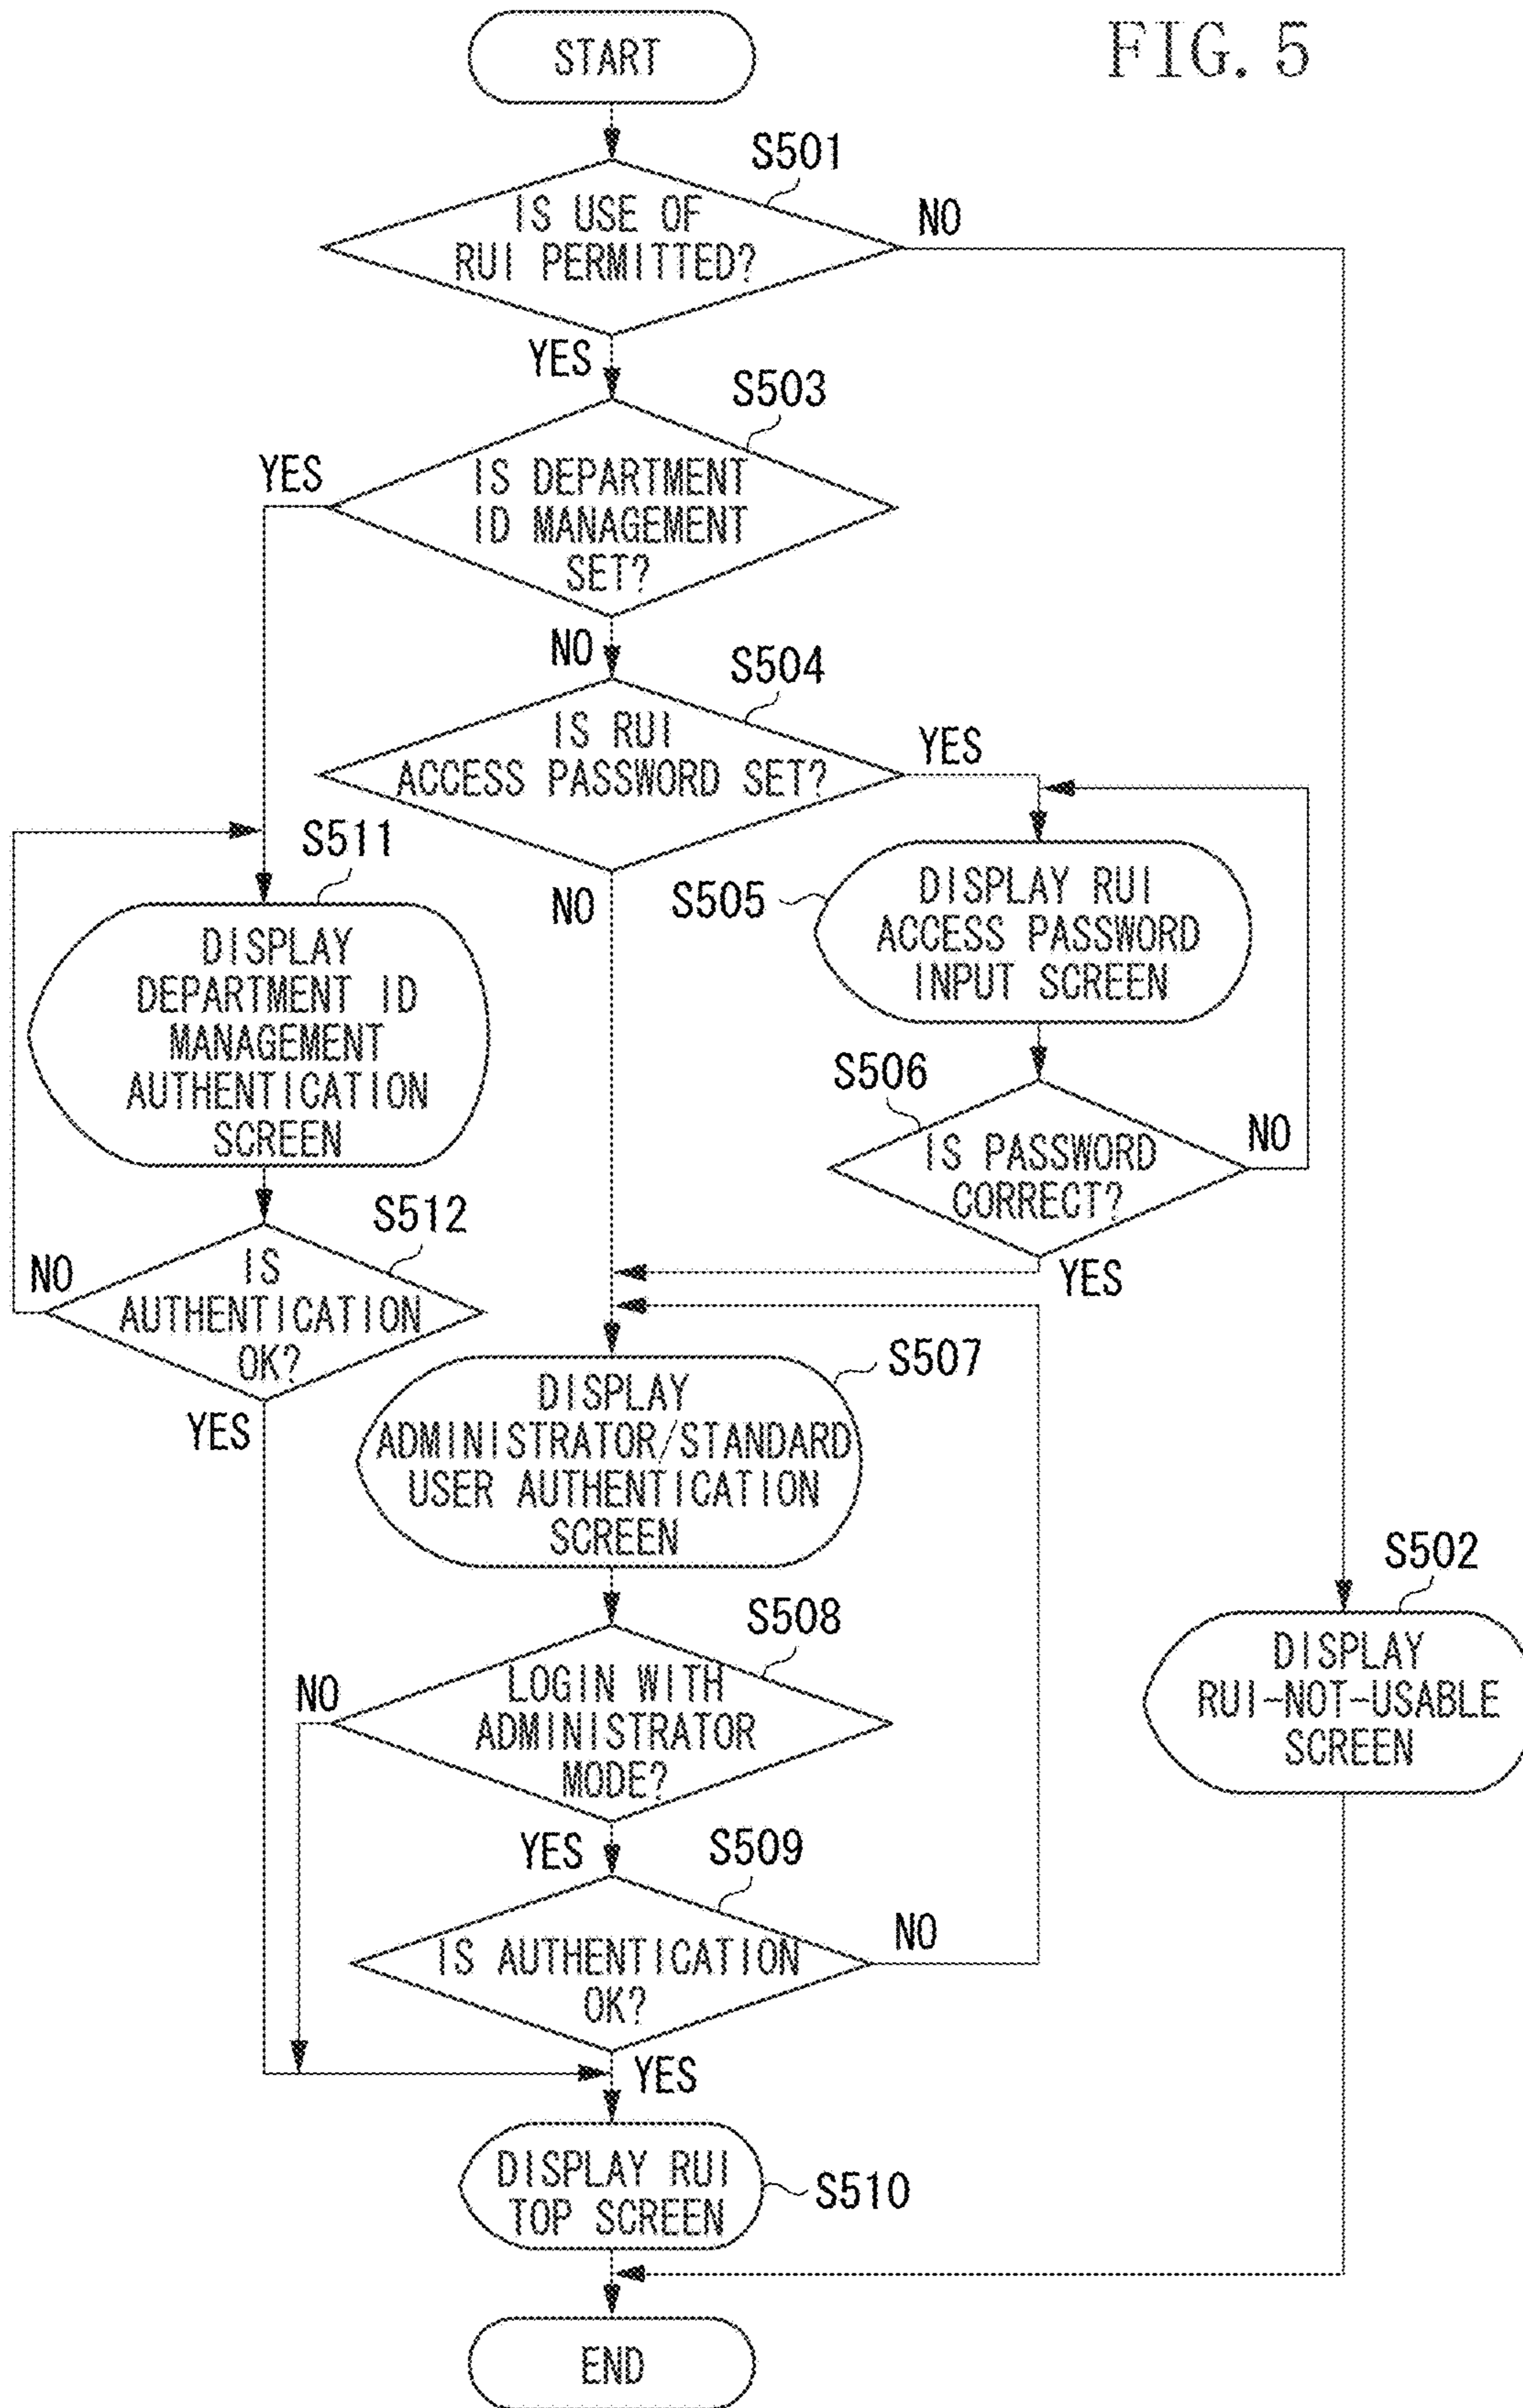 FIG. 5
START
S501
IS USE OF
RUI PERMITTED?
NO
YES
S503
YES
IS DEPARTMENT
ID MANAGEMENT
SET?
NO
S504
IS RUI
ACCESS PASSWORD SET?
YES
NO
S505
DISPLAY RUI
ACCESS PASSWORD
INPUT SCREEN
S511
DISPLAY
DEPARTMENT ID
MANAGEMENT
AUTHENTICATION
SCREEN
S506
IS PASSWORD
CORRECT?
NO
YES
S512
NO
IS
AUTHENTICATION
OK?
YES
S507
DISPLAY
ADMINISTRATOR/STANDARD
USER AUTHENTICATION
SCREEN
S508
NO
LOGIN WITH
ADMINISTRATOR
MODE?
YES
S502
DISPLAY
RUI-NOT-USABLE
SCREEN
S509
IS AUTHENTICATION
OK?
NO
YES
DISPLAY RUI
TOP SCREEN
S510
END